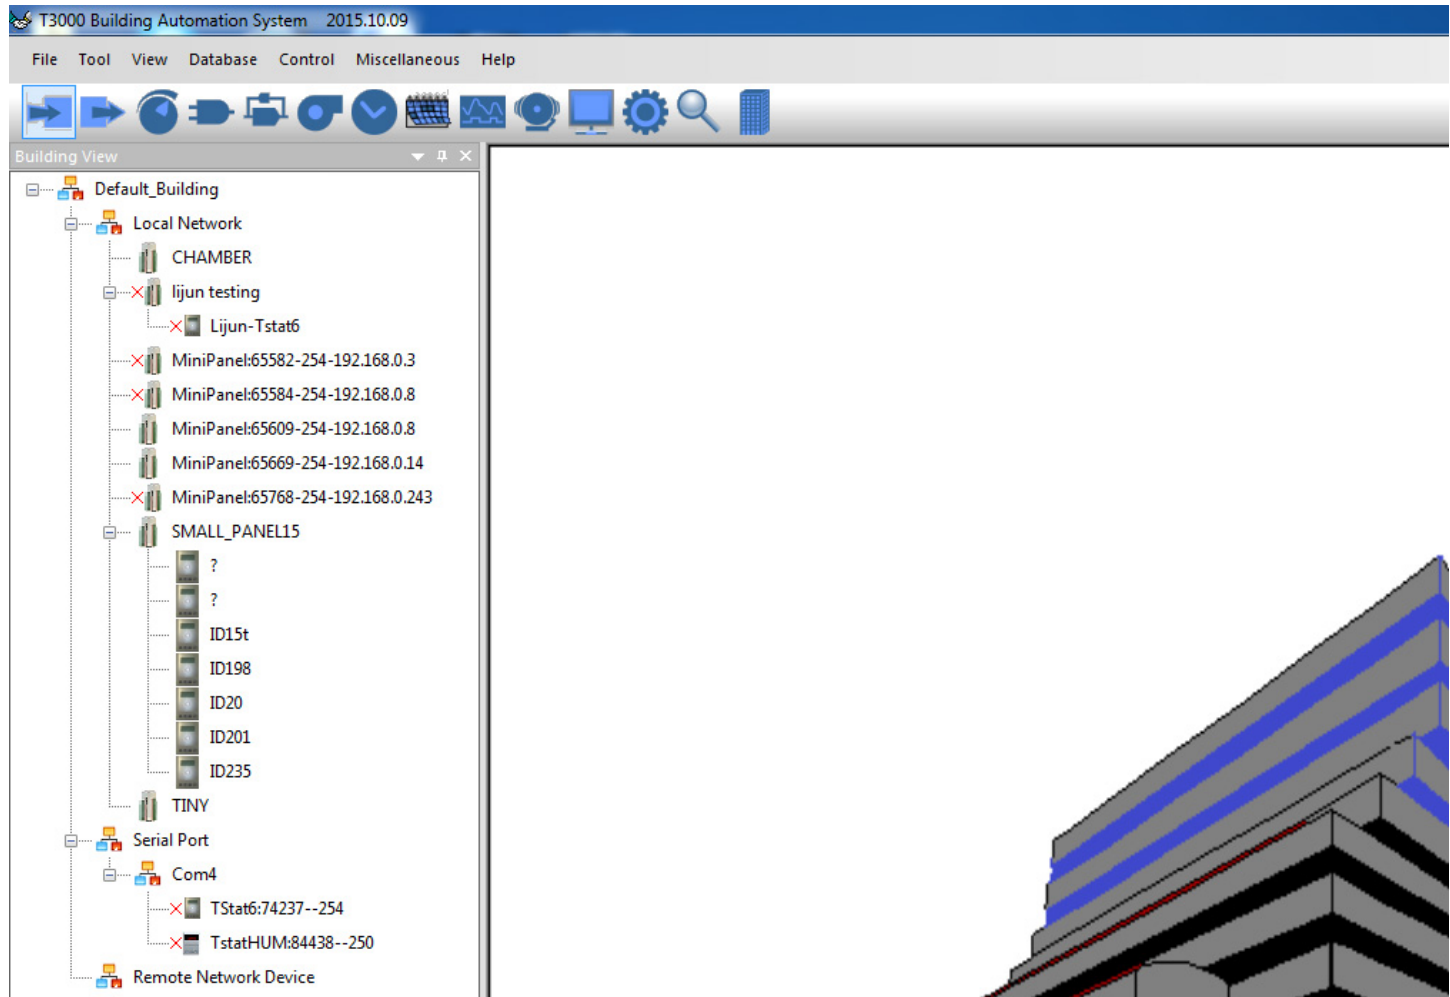 T3000 Building Automation System 2015.10.09
File Tool View Database Control Miscellaneous Help
Building View
Default_Building
Local Network
CHAMBER
lijun testing
Lijun-Tstat6
MiniPanel:65582-254-192.168.0.3
MiniPanel:65584-254-192.168.0.8
MiniPanel:65609-254-192.168.0.8
MiniPanel:65669-254-192.168.0.14
MiniPanel:65768-254-192.168.0.243
SMALL_PANEL15
?
?
ID15t
ID198
ID20
ID201
ID235
TINY
Serial Port
Com4
TStat6:74237--254
TstatHUM:84438--250
Remote Network Device